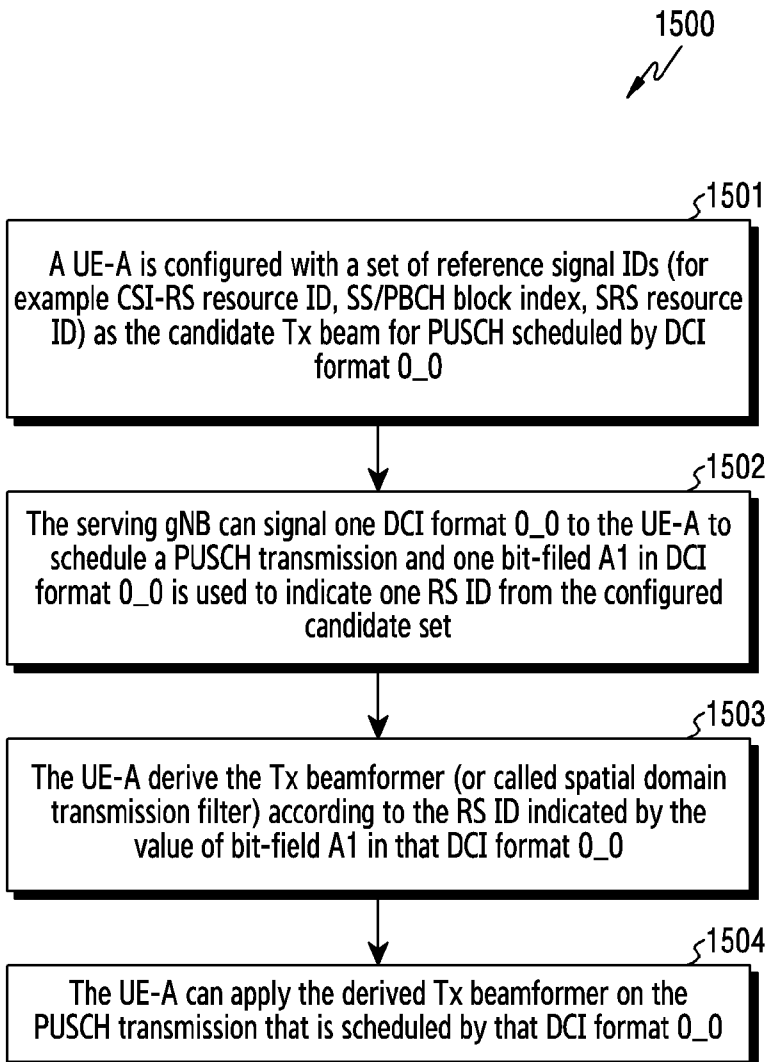 1500
1501
A UE-A is configured with a set of reference signal IDs (for
example CSI-RS resource ID, SS/PBCH block index, SRS resource
ID) as the candidate Tx beam for PUSCH scheduled by DCI
format 0_0
1502
The serving gNB can signal one DCI format 0_0 to the UE-A to
schedule a PUSCH transmission and one bit-filed A1 in DCI
format 0_0 is used to indicate one RS ID from the configured
candidate set
1503
The UE-A derive the Tx beamformer (or called spatial domain
transmission filter) according to the RS ID indicated by the
value of bit-field A1 in that DCI format 0_0
1504
The UE-A can apply the derived Tx beamformer on the
PUSCH transmission that is scheduled by that DCI format 0_0